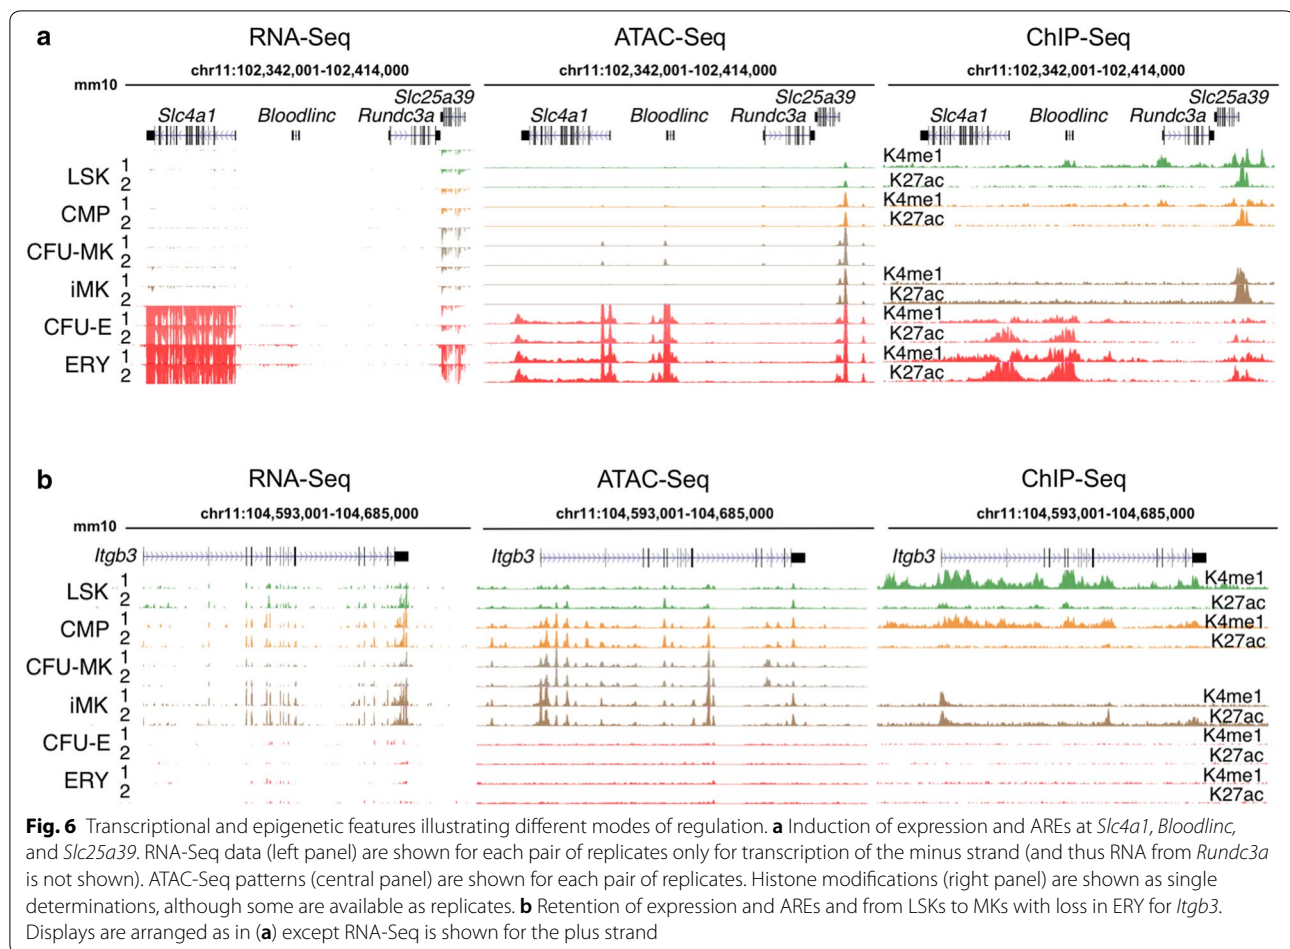 a
RNA-Seq ATAC-Seq ChIP-Seq
chr11:102,342,001-102,414,000 chr11:102,342,001-102,414,000 chr11:102,342,001-102,414,000
mm10
Slc25a39 Slc25a39 Slc25a39
Slc4a1 Bloodlinc Rundc3a Slc4a1 Bloodlinc Rundc3a Slc4a1 Bloodlinc Rundc3a
LSK 1 K4me1
2 K27ac
CMP 1 K4me1
2 K27ac
CFU-MK 1
2
iMK 1 K4me1
2 K27ac
CFU-E 1 K4me1
2 K27ac
ERY 1 K4me1
2 K27ac
b
RNA-Seq ATAC-Seq ChIP-Seq
chr11:104,593,001-104,685,000 chr11:104,593,001-104,685,000 chr11:104,593,001-104,685,000
mm10
Itgb3 Itgb3 Itgb3
LSK 1 K4me1
2 K27ac
CMP 1 K4me1
2 K27ac
CFU-MK 1
2
iMK 1 K4me1
2 K27ac
CFU-E 1 K4me1
2 K27ac
ERY 1 K4me1
2 K27ac
Fig. 6 Transcriptional and epigenetic features illustrating different modes of regulation. a Induction of expression and AREs at Slc4a1, Bloodlinc,
and Slc25a39. RNA-Seq data (left panel) are shown for each pair of replicates only for transcription of the minus strand (and thus RNA from Rundc3a
is not shown). ATAC-Seq patterns (central panel) are shown for each pair of replicates. Histone modifications (right panel) are shown as single
determinations, although some are available as replicates. b Retention of expression and AREs and from LSKs to MKs with loss in ERY for Itgb3.
Displays are arranged as in (a) except RNA-Seq is shown for the plus strand